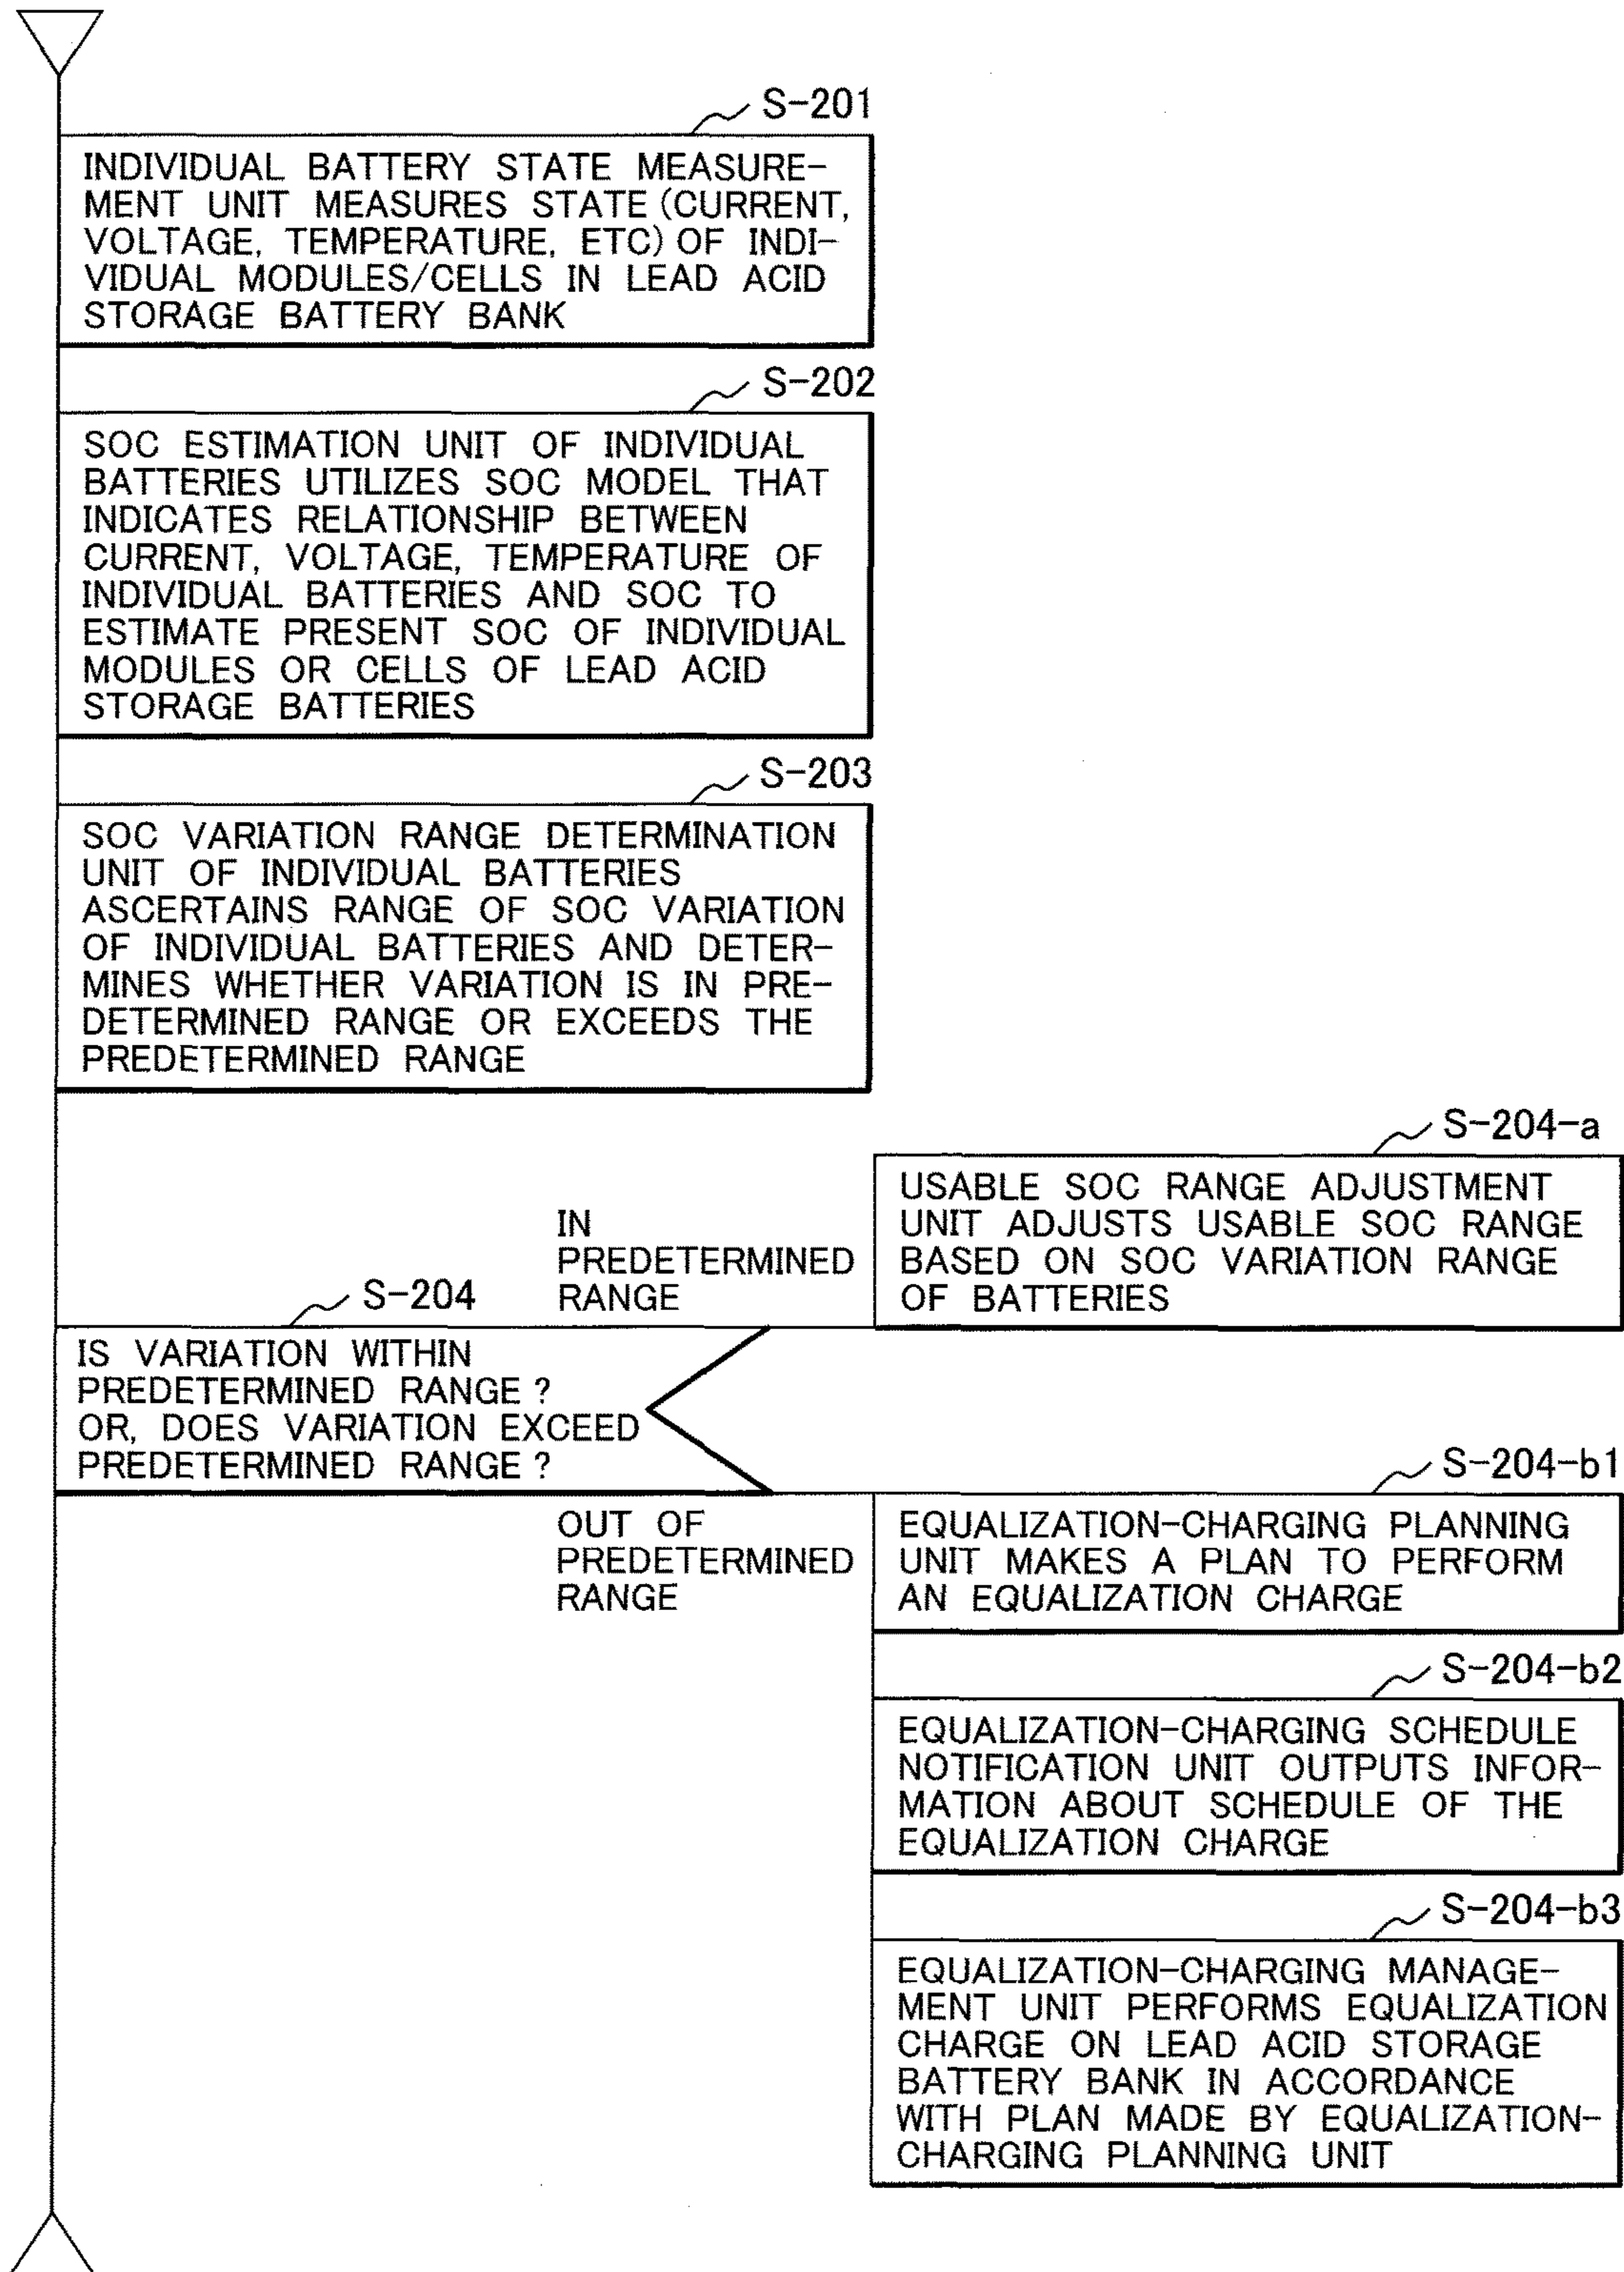 S-201
INDIVIDUAL BATTERY STATE MEASURE-
MENT UNIT MEASURES STATE (CURRENT,
VOLTAGE, TEMPERATURE, ETC) OF INDI-
VIDUAL MODULES/CELLS IN LEAD ACID
STORAGE BATTERY BANK
S-202
SOC ESTIMATION UNIT OF INDIVIDUAL
BATTERIES UTILIZES SOC MODEL THAT
INDICATES RELATIONSHIP BETWEEN
CURRENT, VOLTAGE, TEMPERATURE OF
INDIVIDUAL BATTERIES AND SOC TO
ESTIMATE PRESENT SOC OF INDIVIDUAL
MODULES OR CELLS OF LEAD ACID
STORAGE BATTERIES
S-203
SOC VARIATION RANGE DETERMINATION
UNIT OF INDIVIDUAL BATTERIES
ASCERTAINS RANGE OF SOC VARIATION
OF INDIVIDUAL BATTERIES AND DETER-
MINES WHETHER VARIATION IS IN PRE-
DETERMINED RANGE OR EXCEEDS THE
PREDETERMINED RANGE
S-204
IS VARIATION WITHIN
PREDETERMINED RANGE ?
OR, DOES VARIATION EXCEED
PREDETERMINED RANGE ?
IN
PREDETERMINED
RANGE
S-204-a
USABLE SOC RANGE ADJUSTMENT
UNIT ADJUSTS USABLE SOC RANGE
BASED ON SOC VARIATION RANGE
OF BATTERIES
OUT OF
PREDETERMINED
RANGE
S-204-b1
EQUALIZATION-CHARGING PLANNING
UNIT MAKES A PLAN TO PERFORM
AN EQUALIZATION CHARGE
S-204-b2
EQUALIZATION-CHARGING SCHEDULE
NOTIFICATION UNIT OUTPUTS INFOR-
MATION ABOUT SCHEDULE OF THE
EQUALIZATION CHARGE
S-204-b3
EQUALIZATION-CHARGING MANAGE-
MENT UNIT PERFORMS EQUALIZATION
CHARGE ON LEAD ACID STORAGE
BATTERY BANK IN ACCORDANCE
WITH PLAN MADE BY EQUALIZATION-
CHARGING PLANNING UNIT